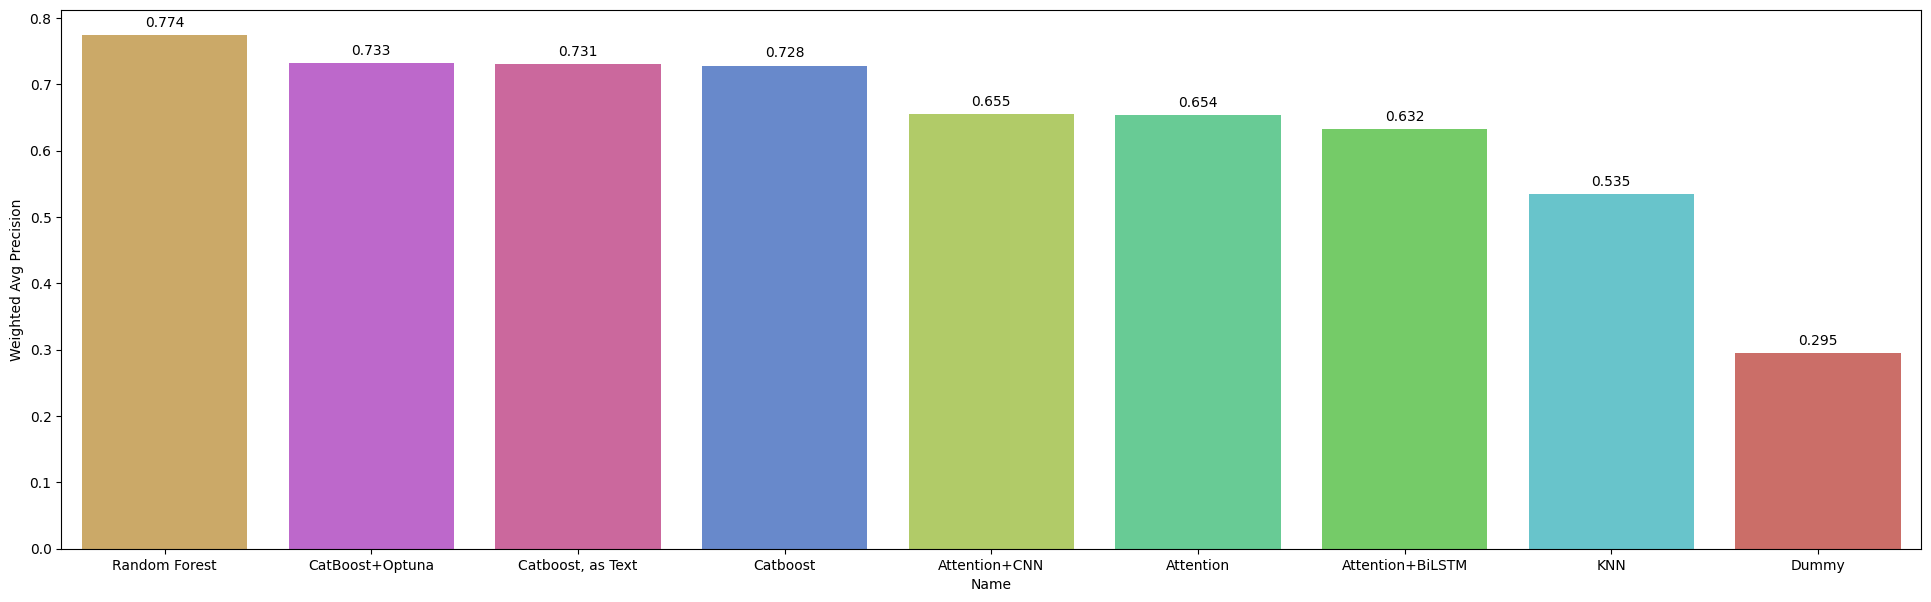 0.774
0.733
0.731
0.728
0.655
0.654
0.632
0.535
0.295
0.8
0.7
0.6
0.5
0.4
0.3
0.2
0.1
0.0
Weighted Avg Precision
Random Forest
CatBoost+Optuna
Catboost, as Text
Catboost
Attention+CNN
Attention
Attention+BiLSTM
KNN
Dummy
Name